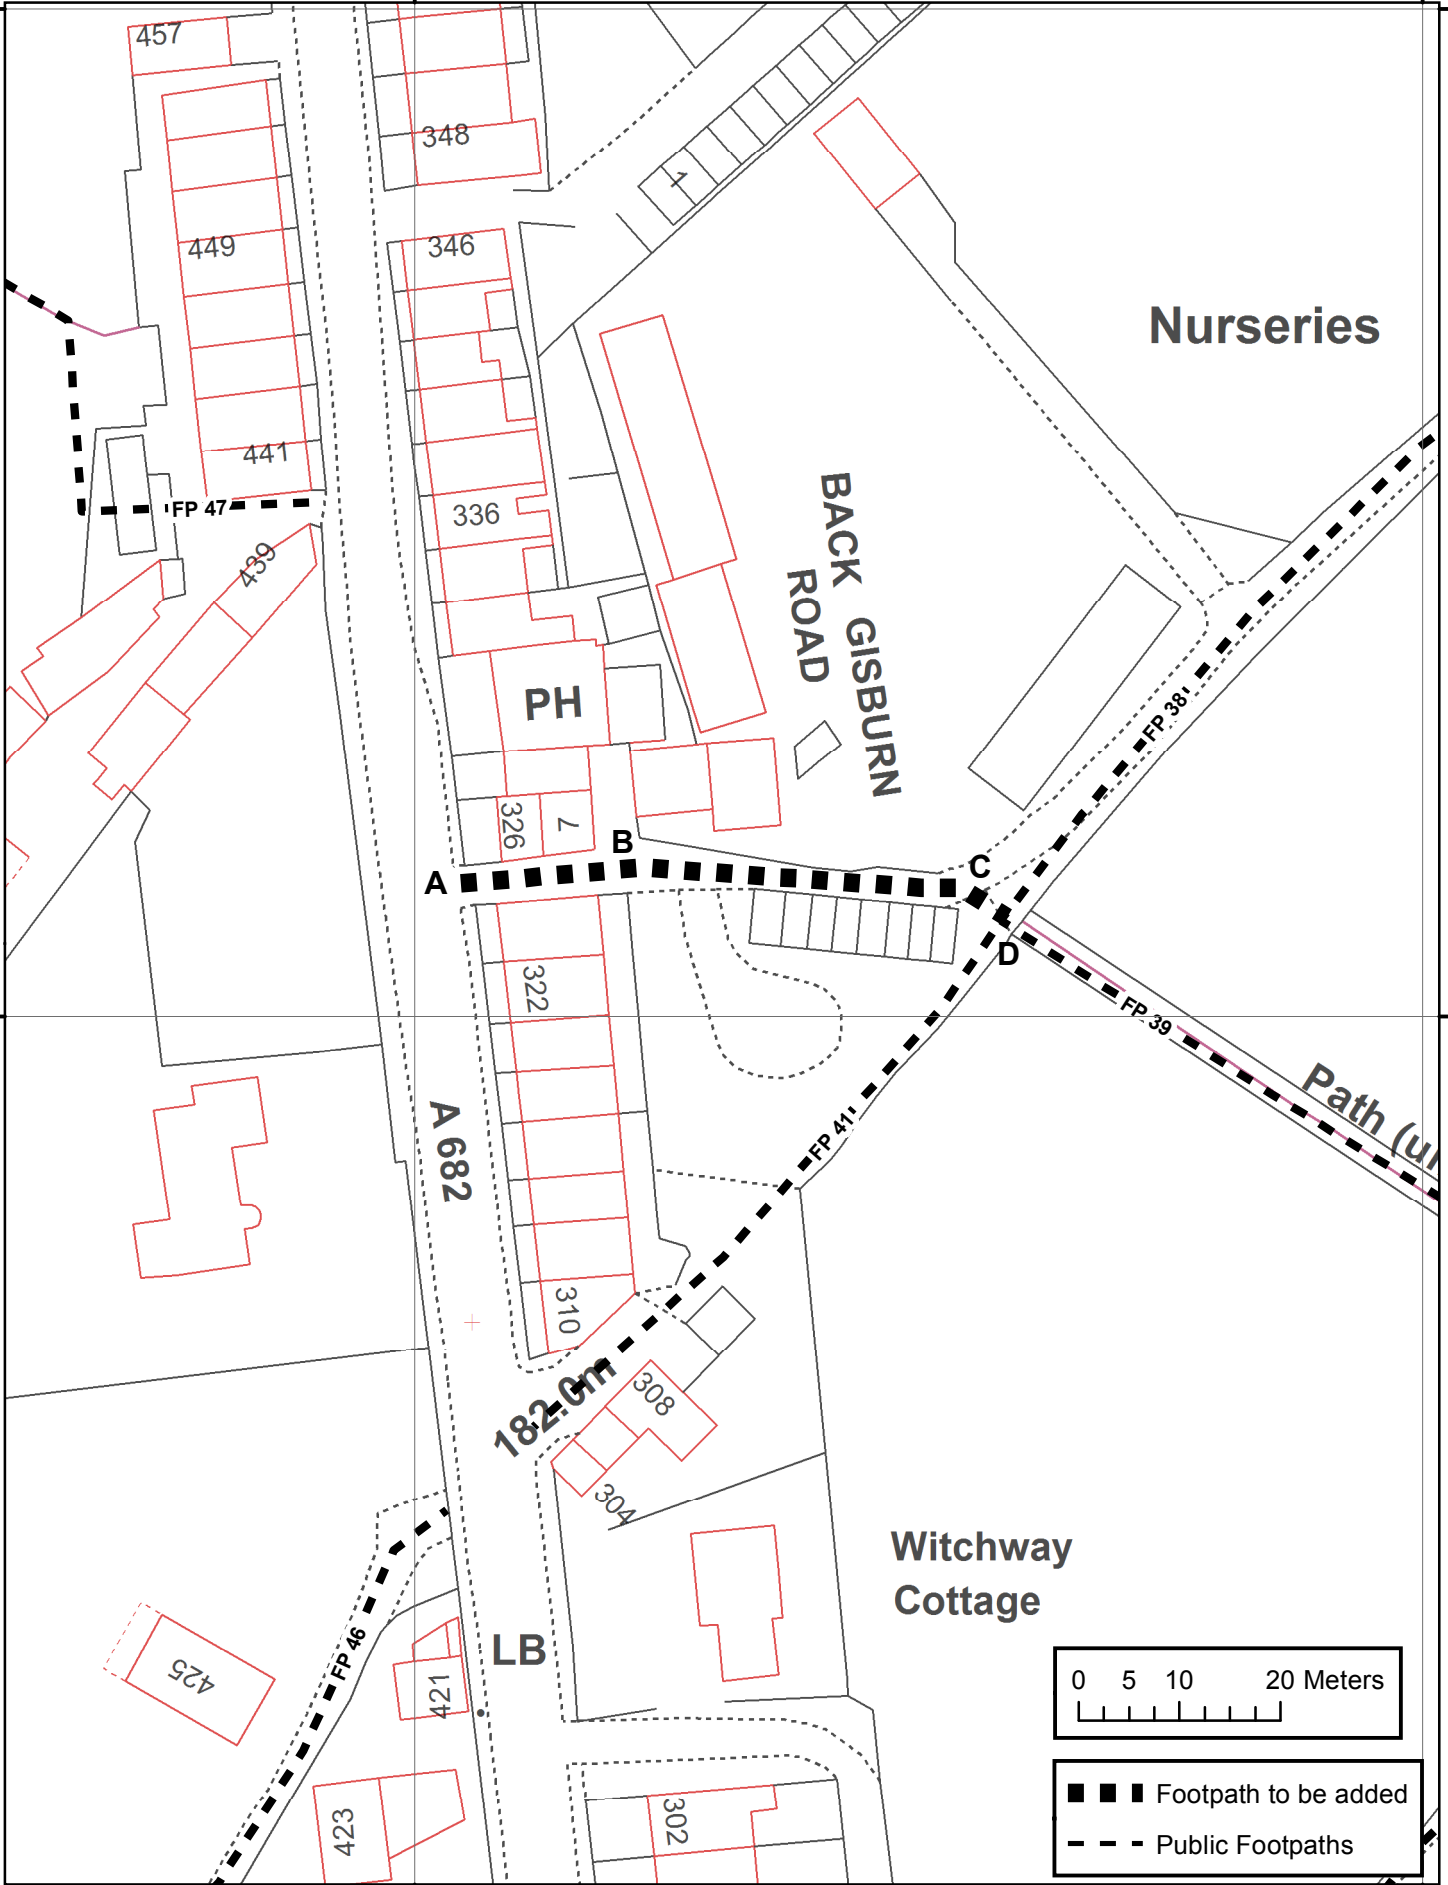 457
348
1
449
346
Nurseries
441
336
FP 47
439
BACK GISBURN
ROAD
PH
FP 38
326
7
B
A
C
D
322
FP 39
Path (u
A 682
FP 41
310
182.0m
308
304
Witchway
Cottage
FP 46
LB
425
421
423
302
0 5 10 20 Meters
Footpath to be added
Public Footpaths